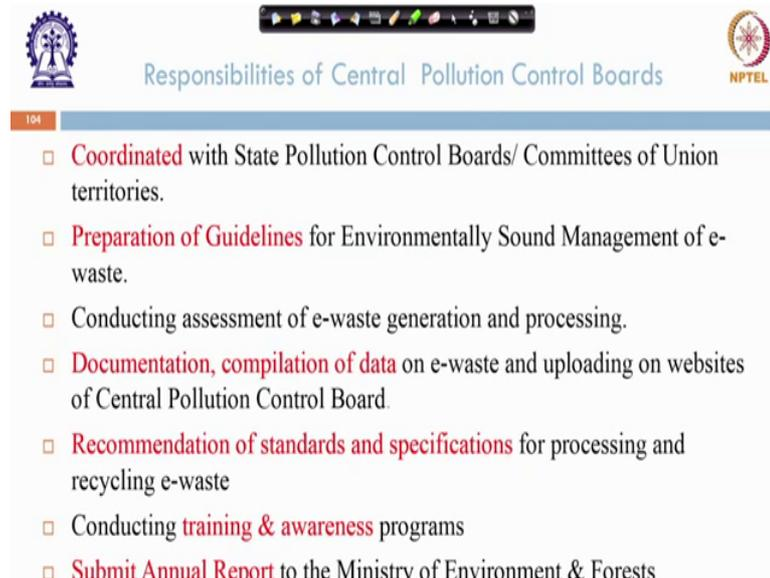 Responsibilities of Central Pollution Control Boards
NPTEL
104
Coordinated with State Pollution Control Boards/ Committees of Union
territories.
Preparation of Guidelines for Environmentally Sound Management of e-
waste.
Conducting assessment of e-waste generation and processing.
Documentation, compilation of data on e-waste and uploading on websites
of Central Pollution Control Board.
Recommendation of standards and specifications for processing and
recycling e-waste
Conducting training & awareness programs
Submit Annual Report to the Ministry of Environment & Forests